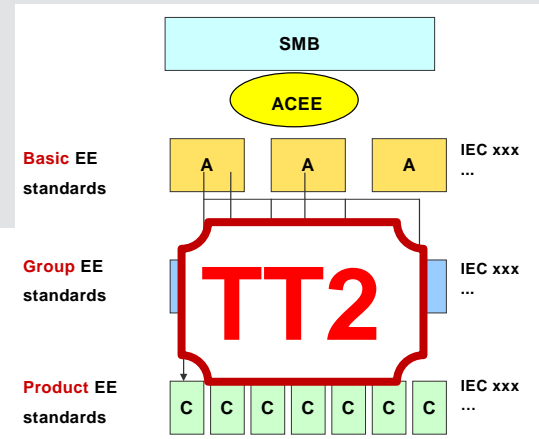 SMB
ACEE
Basic EE
standards
A
A
A
IEC xxx
...
Group EE
standards
TT2
IEC xxx
...
Product EE
standards
C
C
C
C
C
C
C
IEC xxx
...